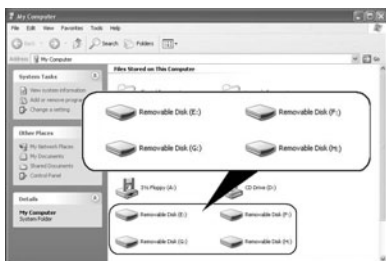 My Computer
File Edit View Favorites Tools Help
Search Folders
Address My Computer Go
System Tasks
View system information
Add or remove programs
Change a setting
Other Places
My Network Places
My Documents
Shared Documents
Control Panel
Details
My Computer
System Folder
Files Stored on This Computer
Removable Disk (E:) Removable Disk (F:)
Removable Disk (G:) Removable Disk (H:)
3½ Floppy (A:) CD Drive (D:)
Removable Disk (E:) Removable Disk (F:)
Removable Disk (G:) Removable Disk (H:)